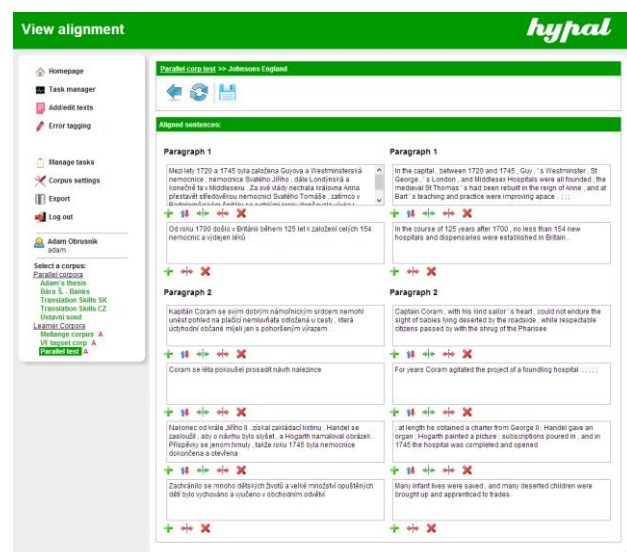 View alignment
hypal
Homepage
Task manager
Add/edit texts
Error tagging
Manage tasks
Corpus settings
Export
Log out
Adam Obrusnik
adam
Select a corpus:
Parallel corpora
Adam's thesis
Bára Š. - Banks
Translation Skills SK
Translation Skills CZ
Ústavní soud
Learner Corpora
Mellange corpus A
VF tagset corp A
Parallel test A
Parallel corp test >> Johnsons England
Aligned sentences:
Paragraph 1
Mezi lety 1720 a 1745 byla založena Guyova a Westminsterská
nemocnice , nemocnice Svatého Jiřího , dále Londýnská a
konečně ta v Middlesexu . Za své vlády nechala královna Anna
přestavět středověkou nemocnici Svatého Tomáše , zatímco v
Od roku 1700 došlo v Británii během 125 let k založení celých 154
nemocnic a výdejen léků
Paragraph 1
In the capital , between 1720 and 1745 , Guy , ' s Westminster , St
George , ' s London , and Middlesex Hospitals were all founded , the
medieval St Thomas ' s had been rebuilt in the reign of Anne , and at
Bart ' s teaching and practice were improving apace . : : :
In the course of 125 years after 1700 , no less than 154 new
hospitals and dispensaries were established in Britain .
Paragraph 2
Kapitán Coram se svým dobrým námořnickým srdcem nemohl
unést pohled na plačící nemluvňata odložená u cesty , která
úctyhodní občané míjeli jen s pohoršeným výrazem .
Coram se léta pokoušel prosadit návrh nalezince
Nakonec od krále Jiřího II . získal zakládací listinu , Handel se
zasloužil , aby o návrhu bylo slyšet , a Hogarth namaloval obrázek .
Příspěvky se jenom hrnuly , takže roku 1745 byla nemocnice
dokončena a otevřena
Zachránilo se mnoho dětských životů a velké množství opuštěných
dětí bylo vychováno a vyučeno v obchodním odvětví
Paragraph 2
Captain Coram , with his kind sailor ' s heart , could not endure the
sight of babies lying deserted by the roadside , while respectable
citizens passed by with the shrug of the Pharisee
For years Coram agitated the project of a foundling hospital : : : : :
; at length he obtained a charter from George II ; Handel gave an
organ ; Hogarth painted a picture ; subscriptions poured in , and in
1745 the hospital was completed and opened
Many infant lives were saved , and many deserted children were
brought up and apprenticed to trades.